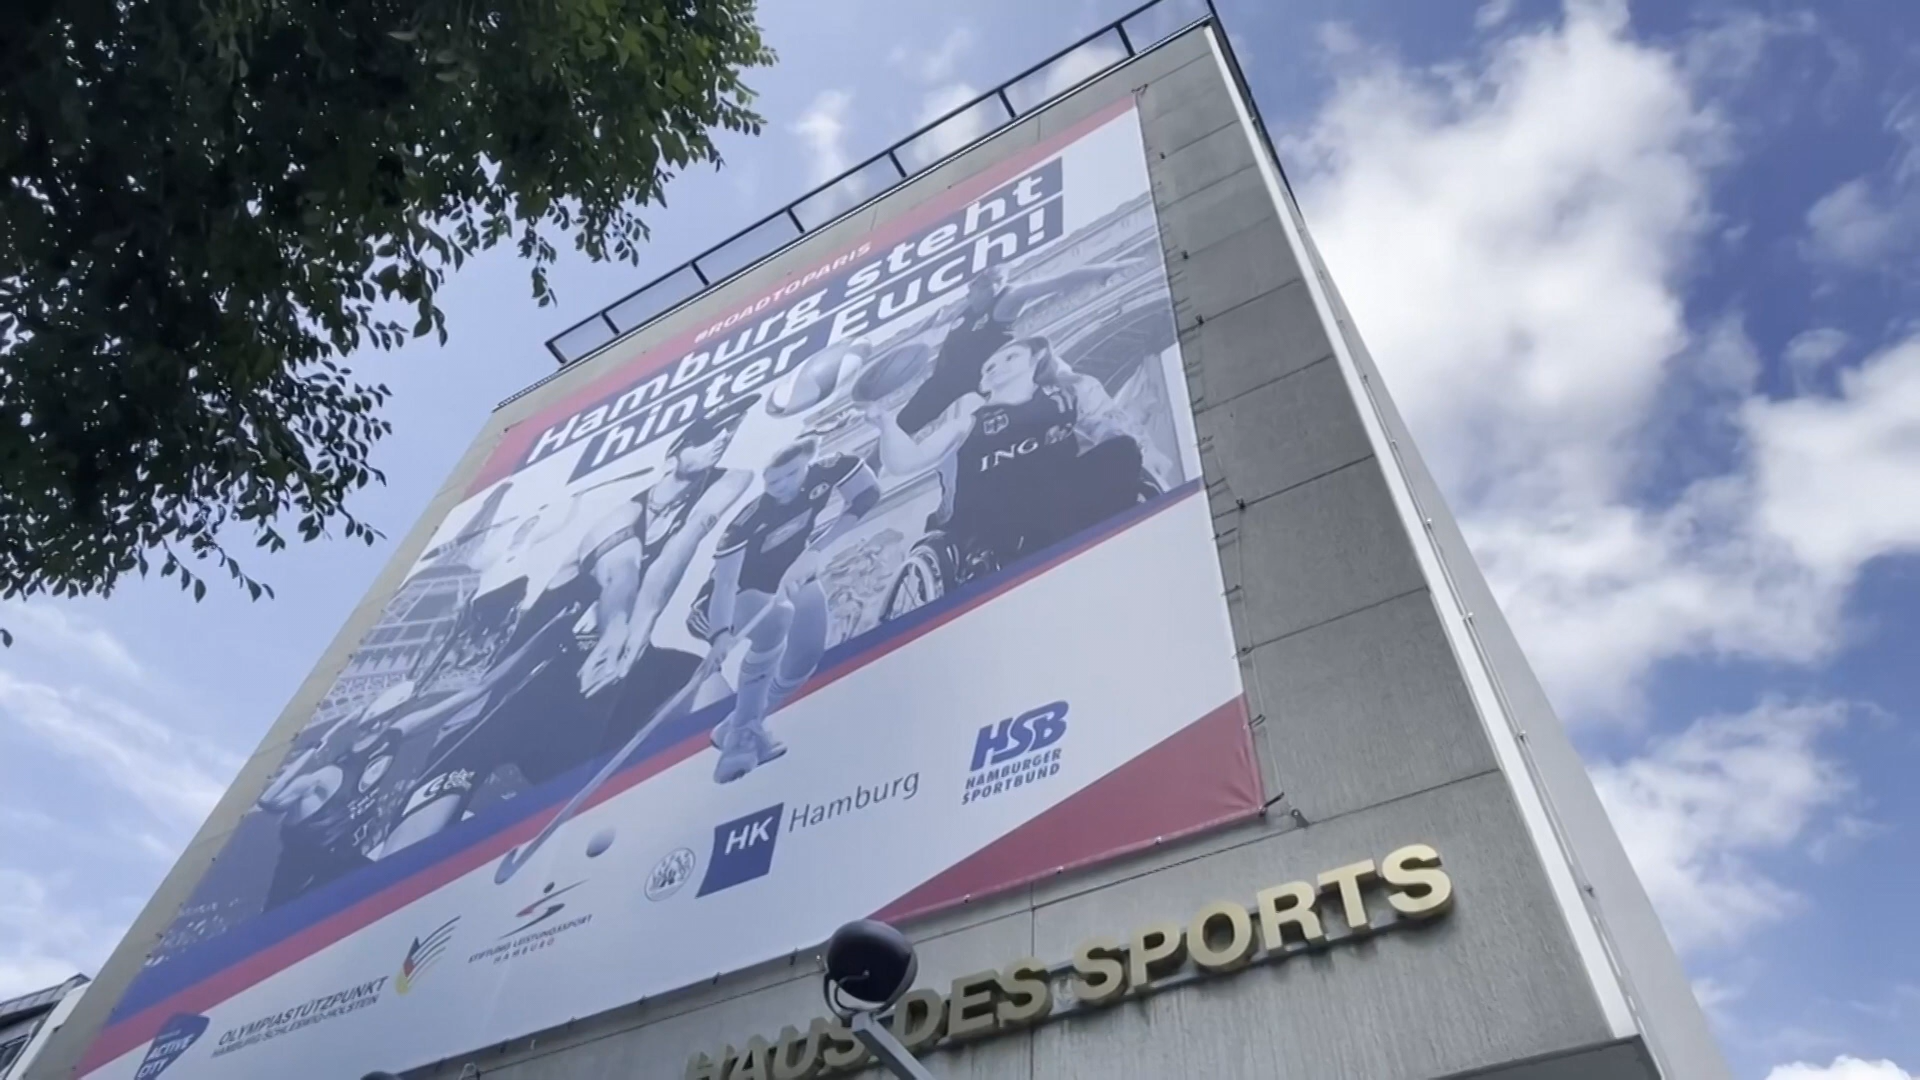 #ROADTOPARIS
Hamburg steht
hinter Euch!
ING
HSB
HAMBURGER
SPORTBUND
HK Hamburg
STIFTUNG LEISTUNGSSPORT
HAMBURG
OLYMPIASTÜTZPUNKT
HAMBURG/SCHLESWIG-HOLSTEIN
ACTIVE
CITY
HAUS DES SPORTS